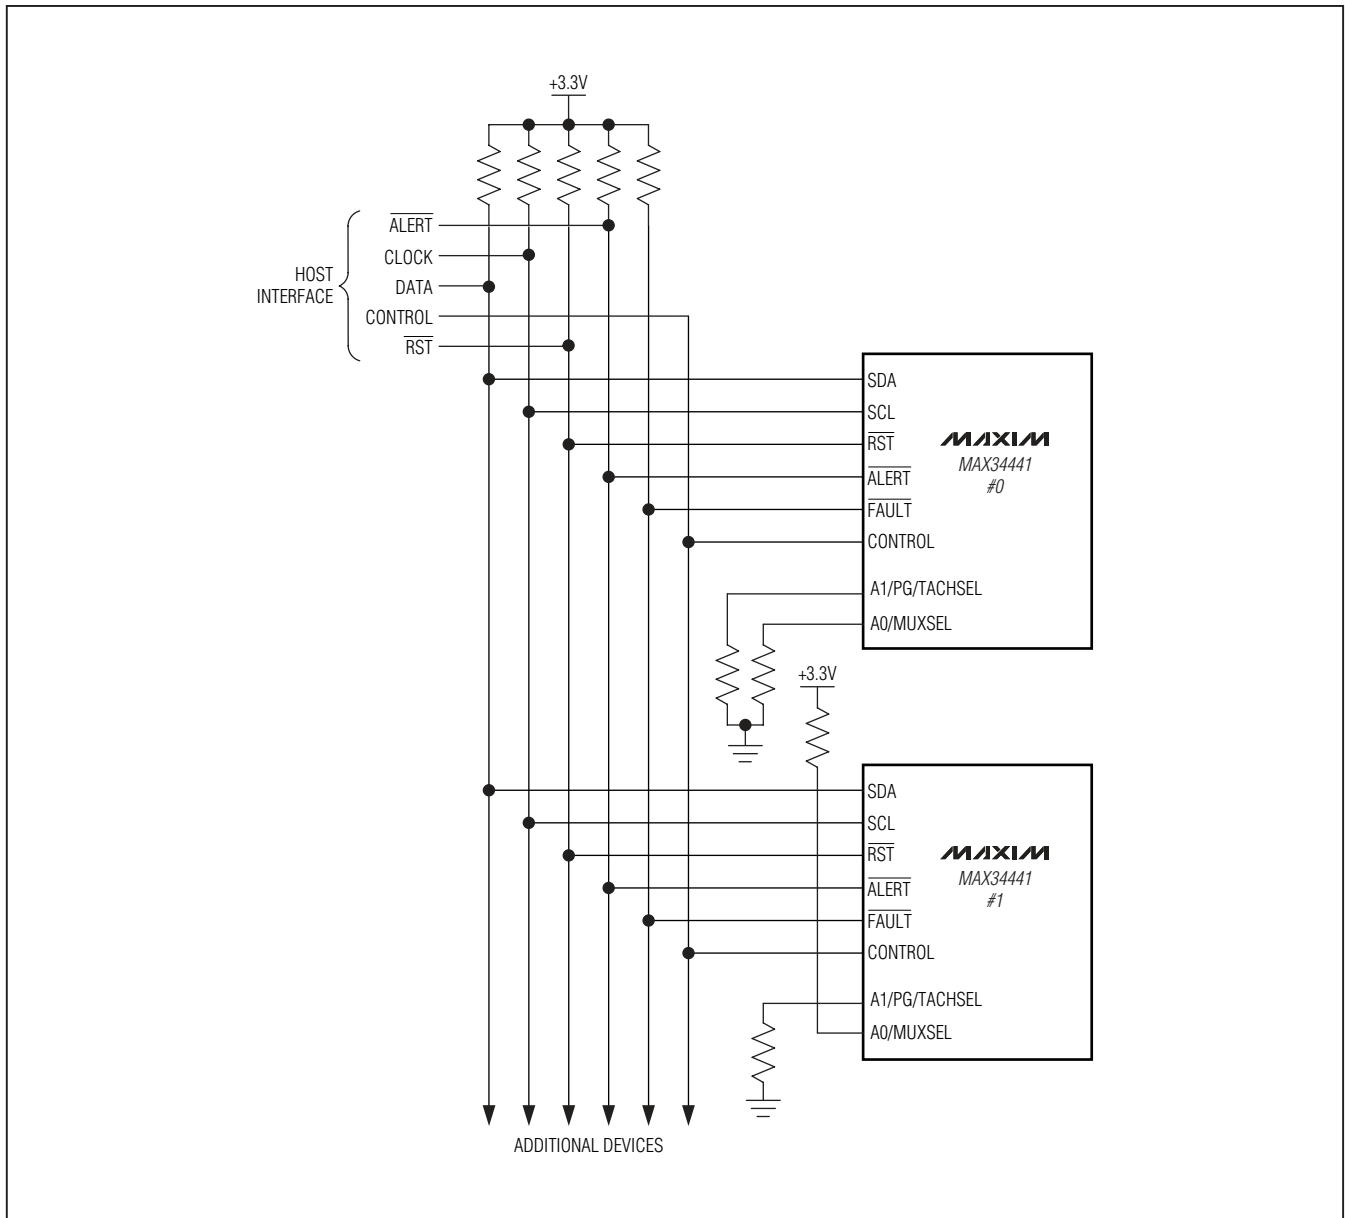 +3.3V
ALERT
CLOCK
DATA
CONTROL
RST
HOST
INTERFACE
SDA
SCL
RST
ALERT
FAULT
CONTROL
A1/PG/TACHSEL
A0/MUXSEL
MAXIM
MAX34441
#0
+3.3V
SDA
SCL
RST
ALERT
FAULT
CONTROL
A1/PG/TACHSEL
A0/MUXSEL
MAXIM
MAX34441
#1
ADDITIONAL DEVICES